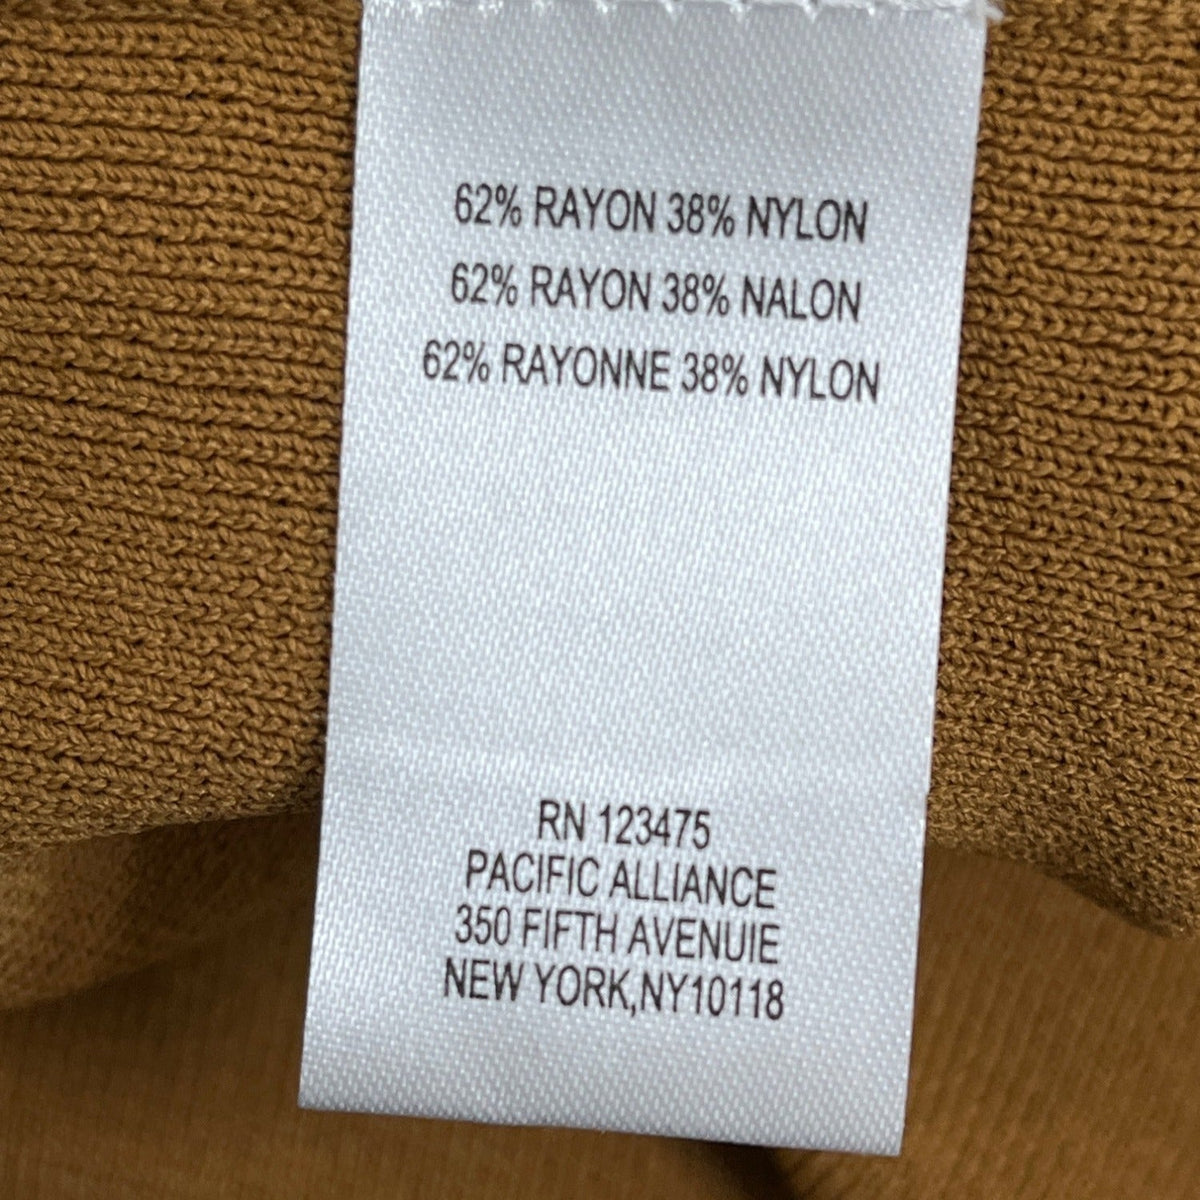 62% RAYON 38% NYLON
62% RAYON 38% NALON
62% RAYONNE 38% NYLON
RN 123475
PACIFIC ALLIANCE
350 FIFTH AVENUIE
NEW YORK,NY10118